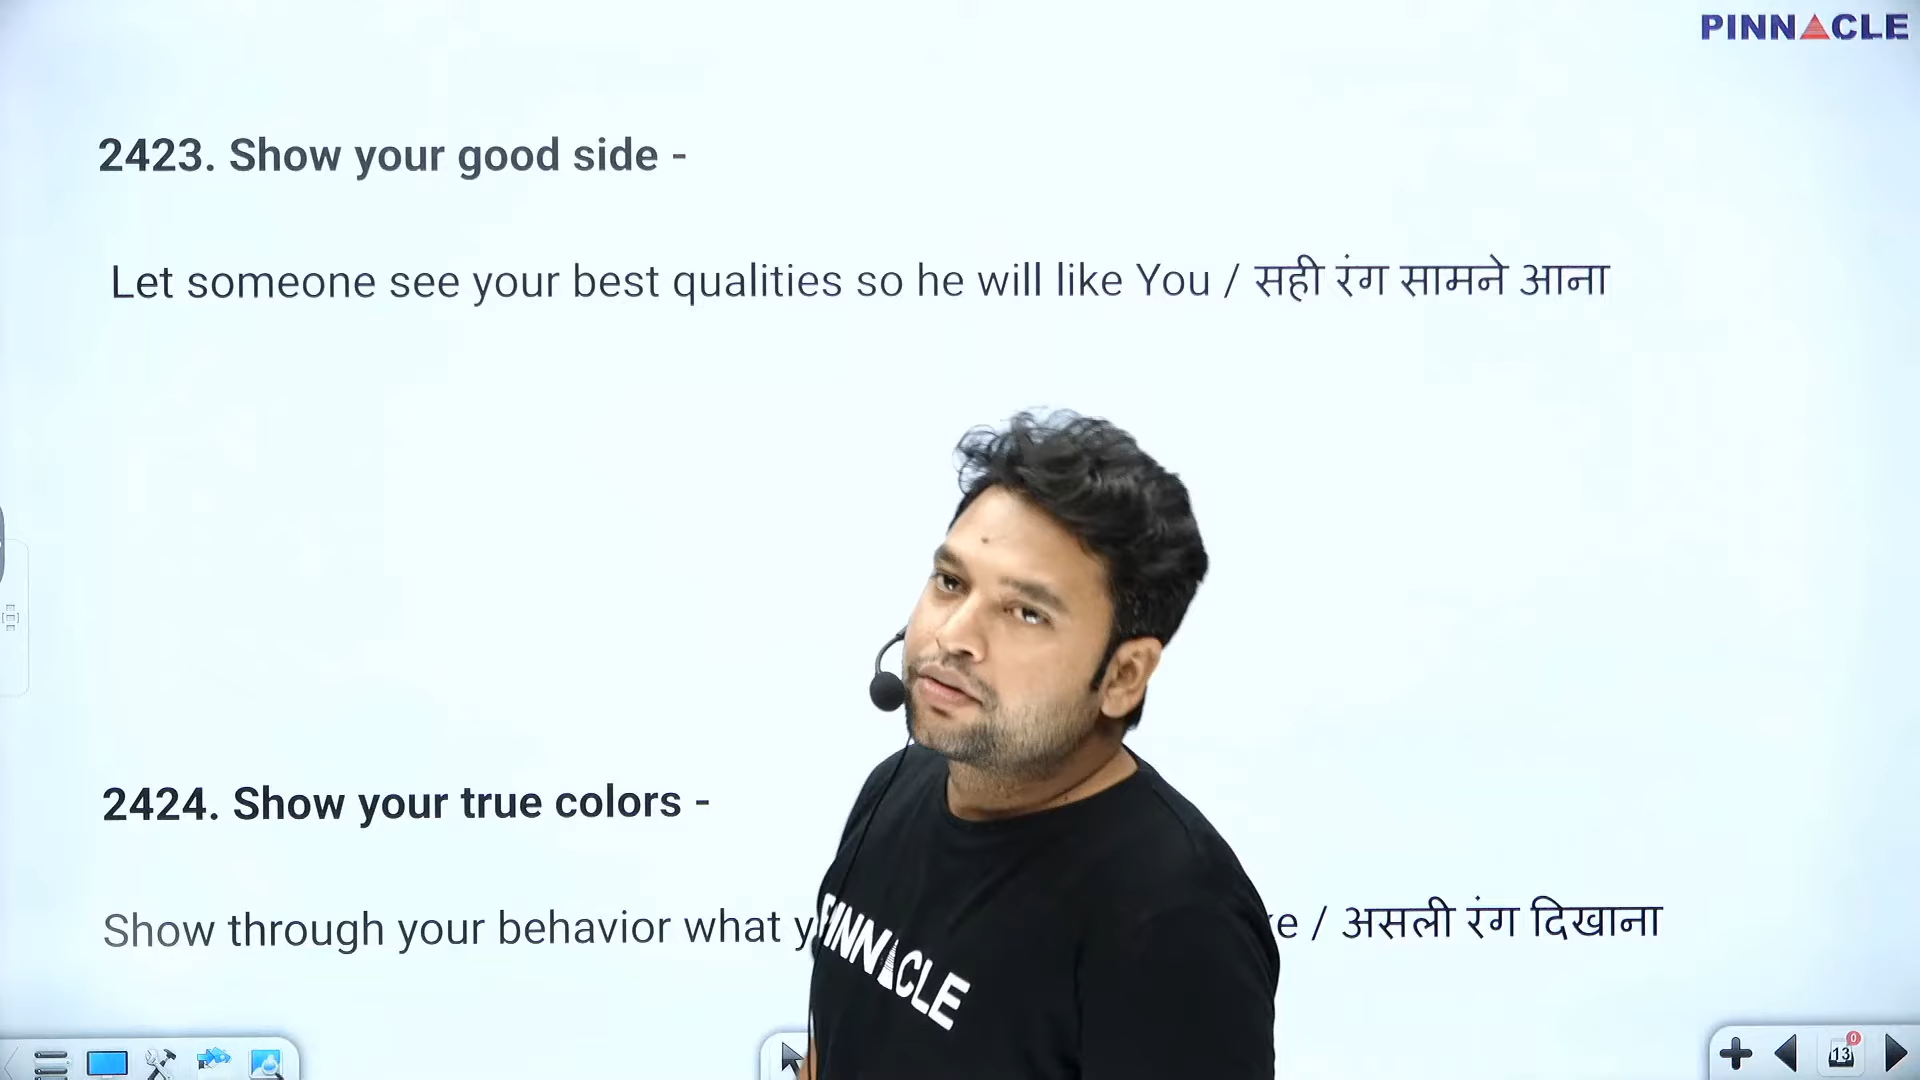 PINNACLE
2423. Show your good side -
Let someone see your best qualities so he will like You / सही रंग सामने आना
2424. Show your true colors -
Show through your behavior what / असली रंग दिखाना
PINNACLE
13
0